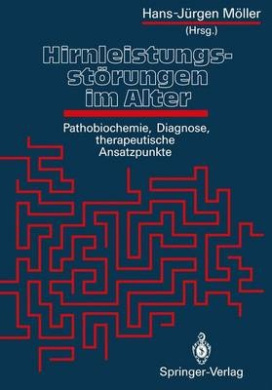 Hans-Jürgen Möller
(Hrsg.)
Hirnleistungs-
störungen
im Alter
Pathobiochemie, Diagnose,
therapeutische
Ansatzpunkte
Springer-Verlag